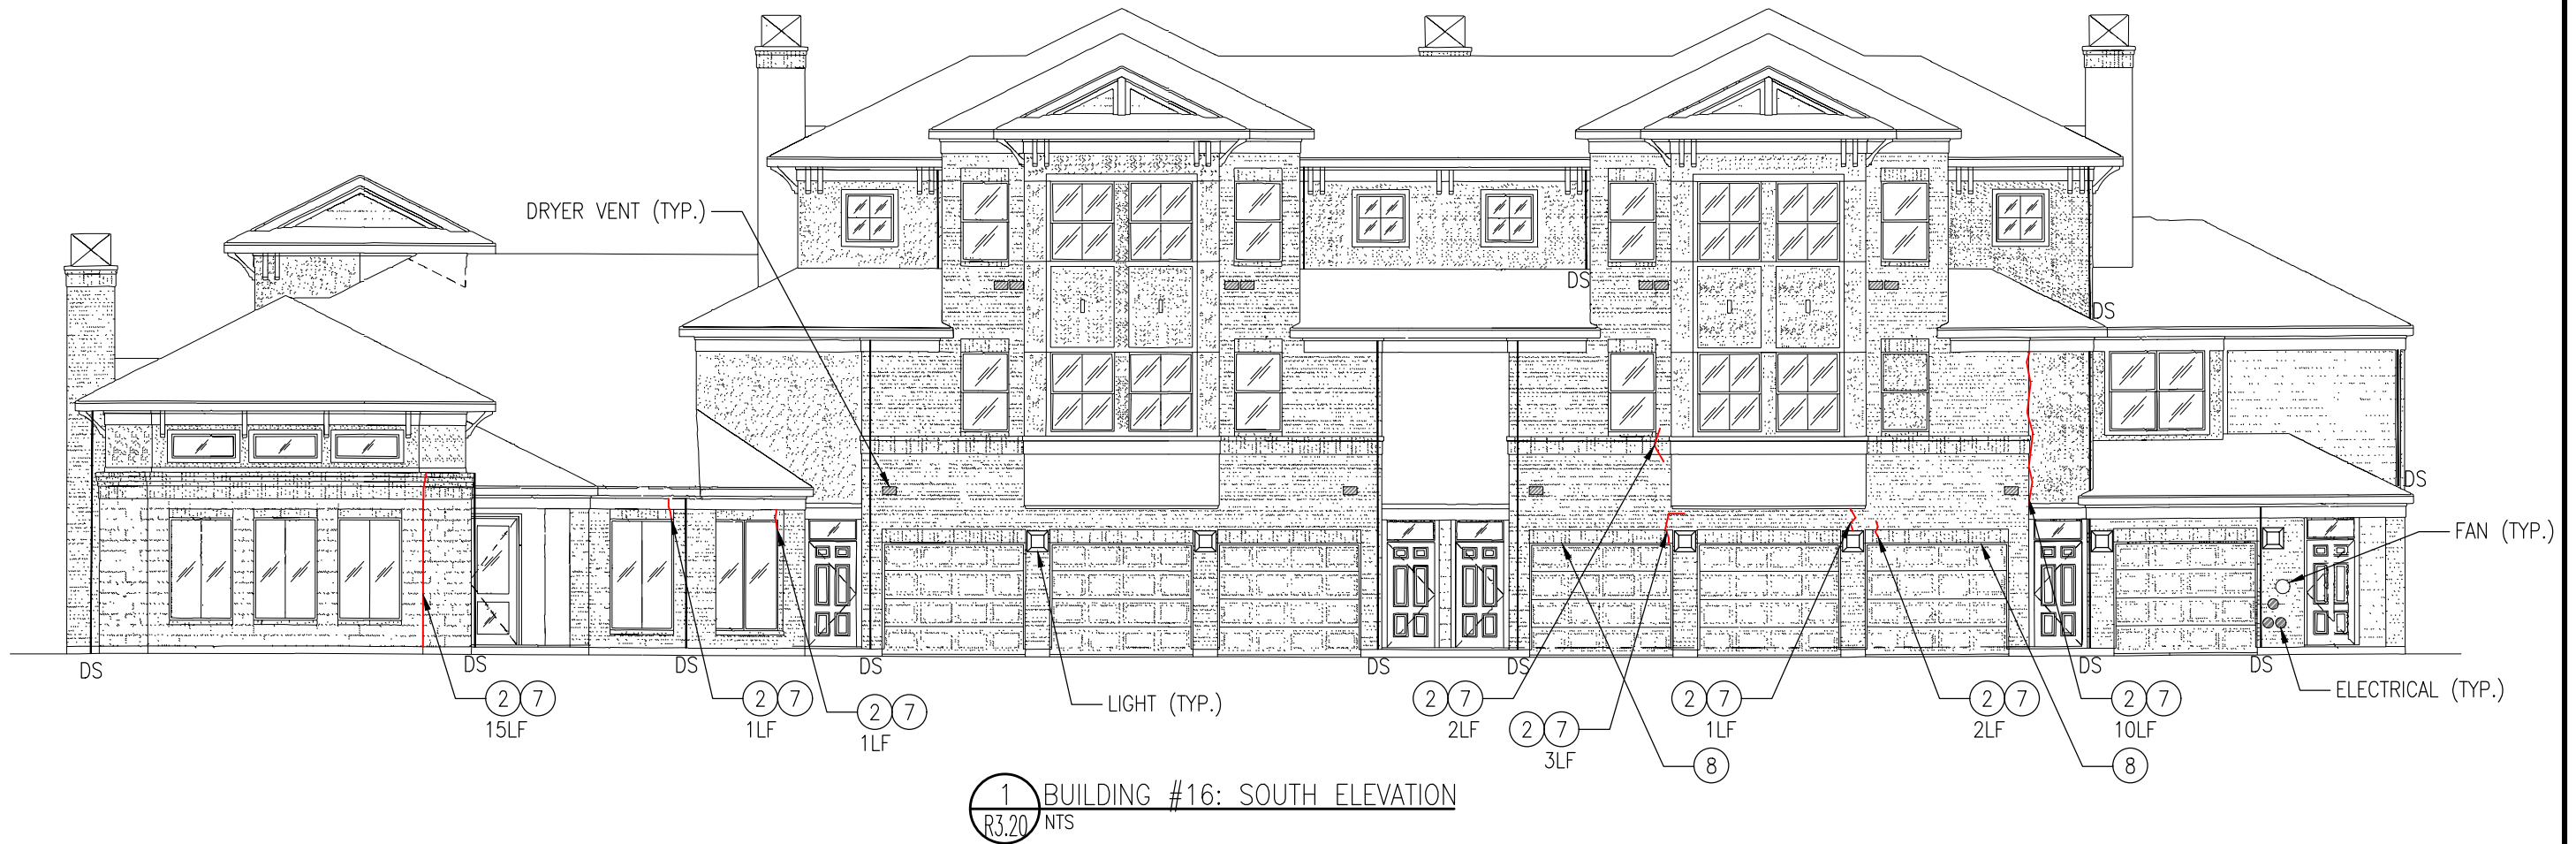 DRYER VENT (TYP.)
DS
DS
DS
FAN (TYP.)
DS
DS
DS
DS
DS
DS
DS
DS
2 7
15LF
2 7
1LF
2 7
1LF
LIGHT (TYP.)
2 7
2LF
2 7
3LF
8
2 7
1LF
2 7
2LF
8
2 7
10LF
ELECTRICAL (TYP.)
1
R3.20
BUILDING #16: SOUTH ELEVATION
NTS